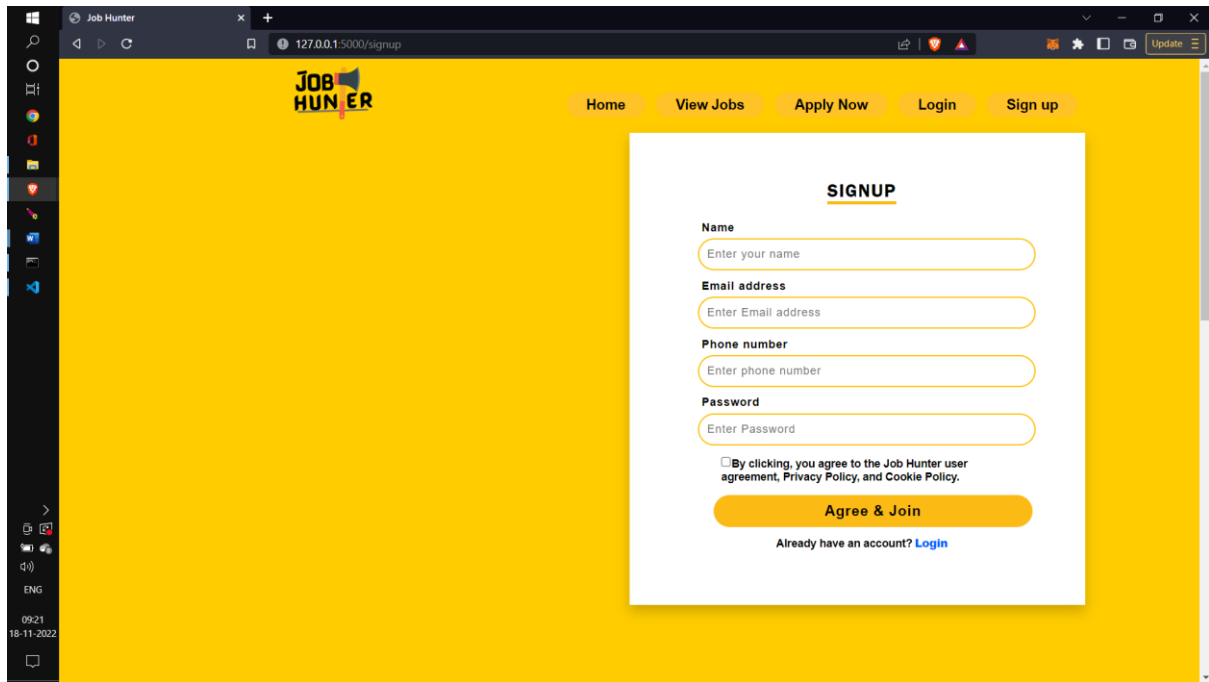 Job Hunter
127.0.0.1:5000/signup
Update
JOB
HUNTER
Home View Jobs Apply Now Login Sign up
SIGNUP
Name
Enter your name
Email address
Enter Email address
Phone number
Enter phone number
Password
Enter Password
By clicking, you agree to the Job Hunter user
agreement, Privacy Policy, and Cookie Policy.
Agree & Join
Already have an account? Login
ENG
09:21
18-11-2022